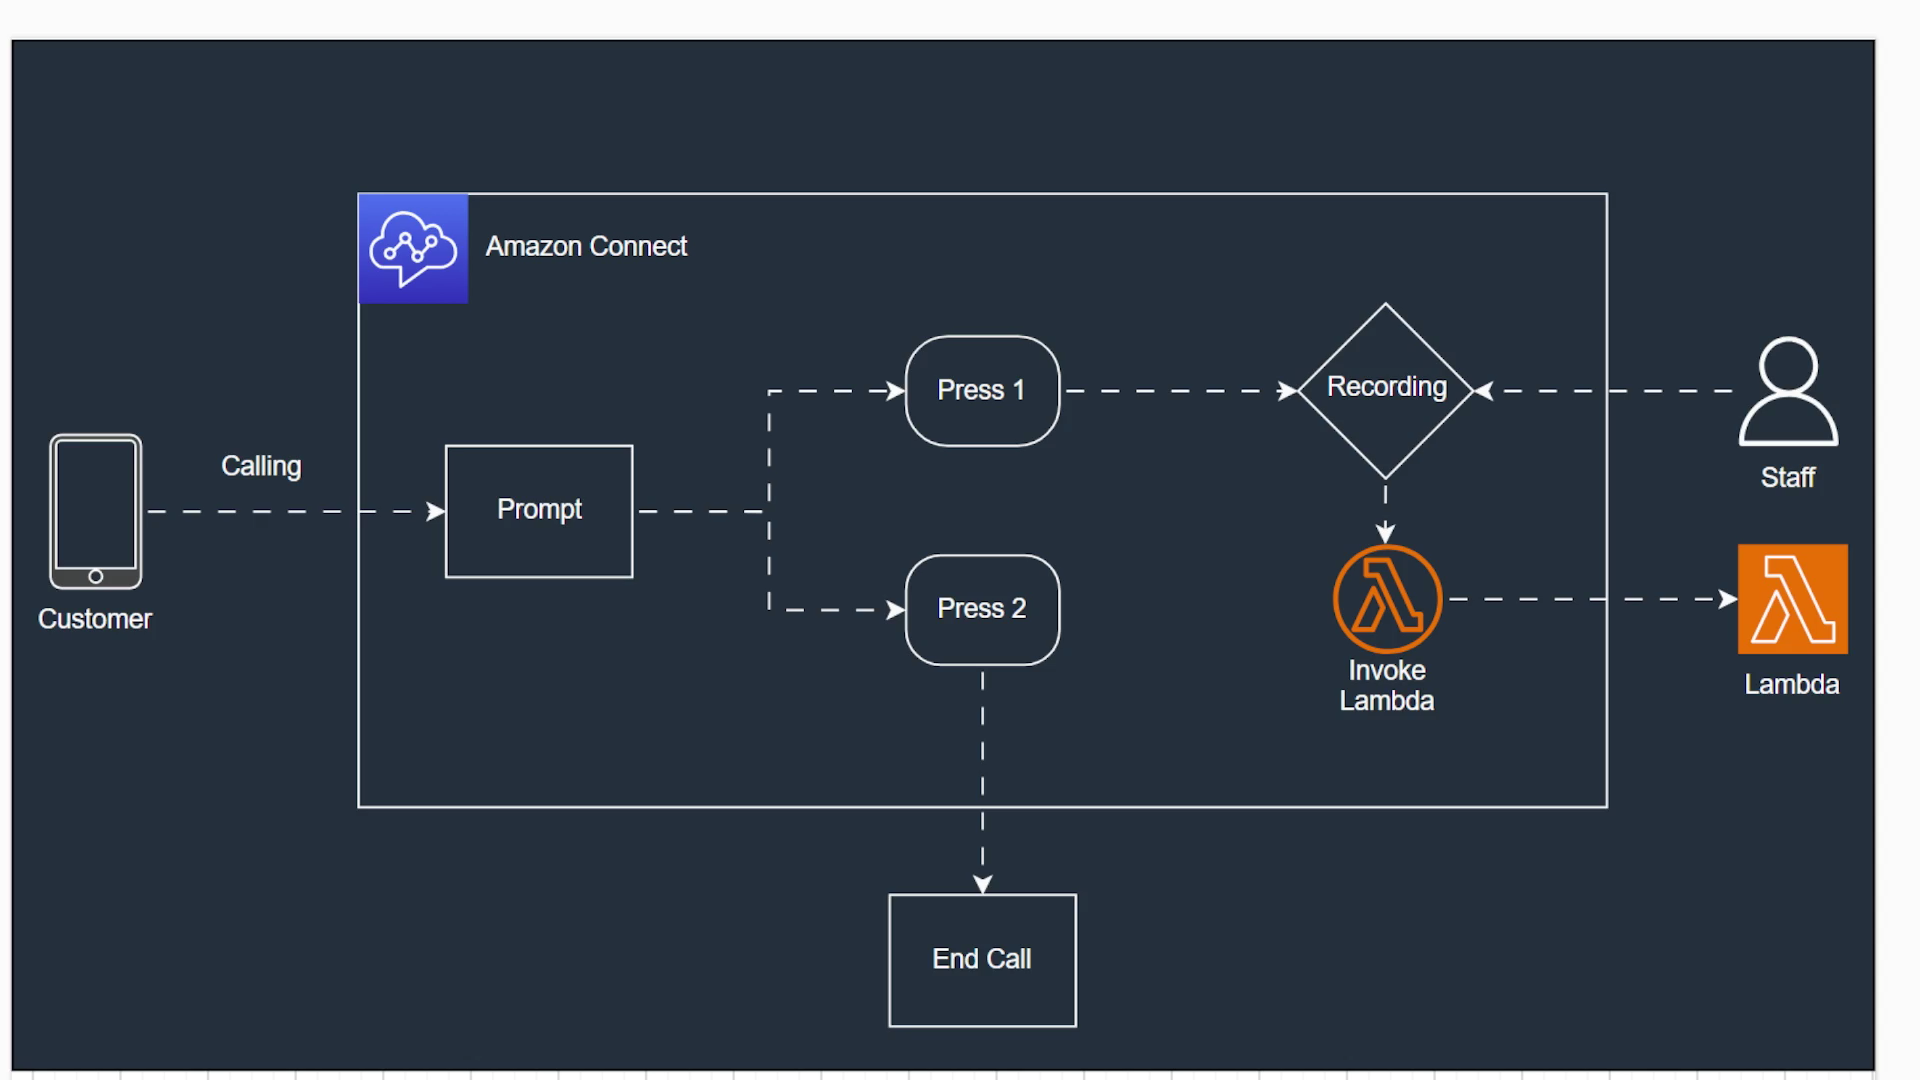 Amazon Connect
Press 1
Recording
Calling
Staff
Prompt
Customer
Press 2
Invoke
Lambda
Lambda
End Call